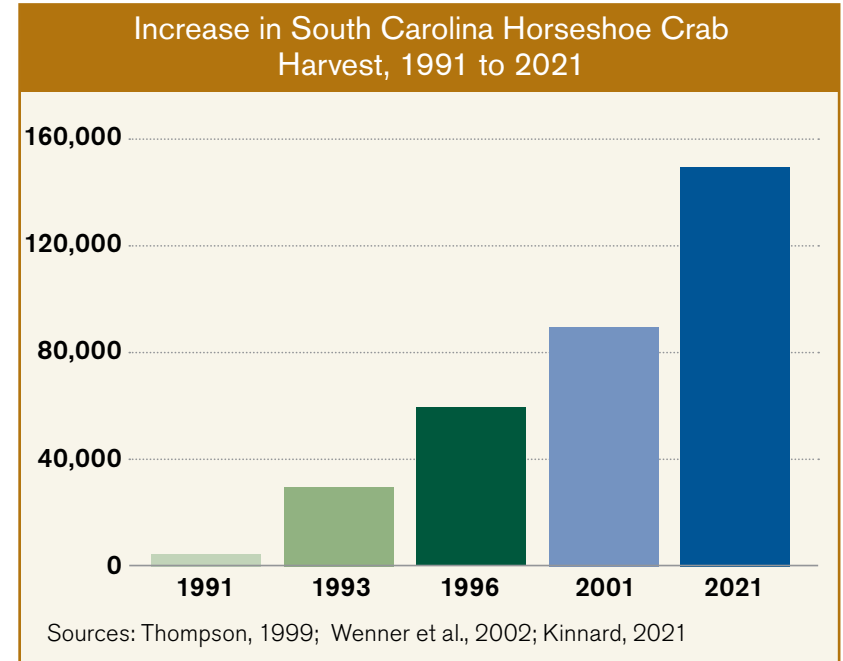 Increase in South Carolina Horseshoe Crab
Harvest, 1991 to 2021
160,000
120,000
80,000
40,000
0
1991 1993 1996 2001 2021
Sources: Thompson, 1999; Wenner et al., 2002; Kinnard, 2021